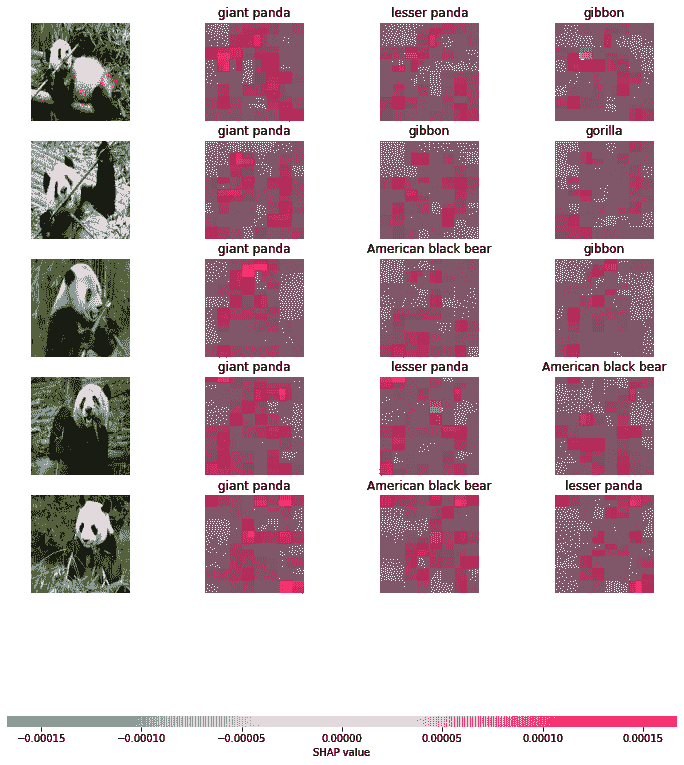 giant panda lesser panda gibbon
giant panda gibbon gorilla
giant panda American black bear gibbon
giant panda lesser panda American black bear
giant panda American black bear lesser panda
−0.00015 −0.00010 −0.00005 0.00000 0.00005 0.00010 0.00015
SHAP value